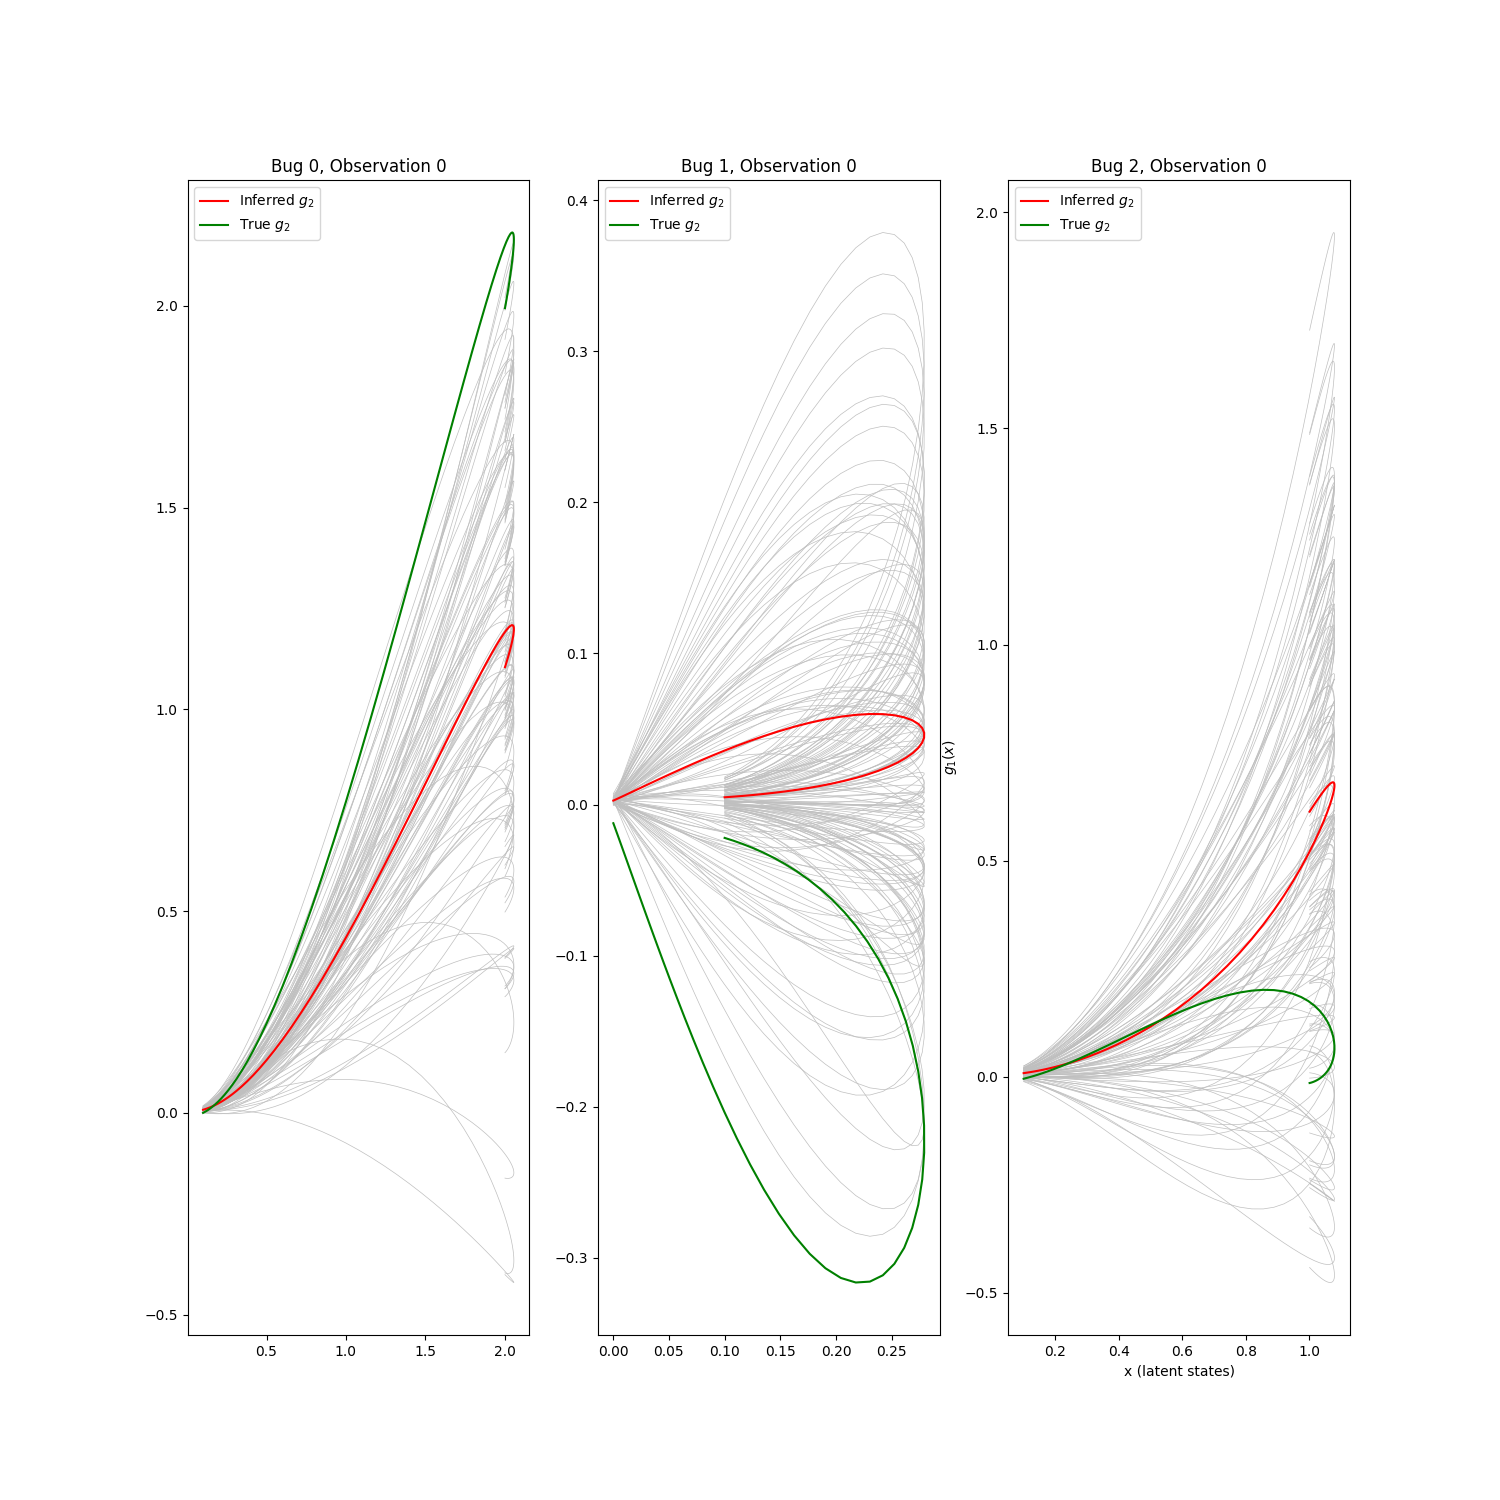 Bug 0, Observation 0
Inferred g₂
True g₂
2.0
1.5
1.0
0.5
0.0
−0.5
0.5 1.0 1.5 2.0
Bug 1, Observation 0
Inferred g₂
True g₂
0.4
0.3
0.2
0.1
0.0
−0.1
−0.2
−0.3
0.00 0.05 0.10 0.15 0.20 0.25
Bug 2, Observation 0
Inferred g₂
True g₂
g₁(x)
2.0
1.5
1.0
0.5
0.0
−0.5
0.2 0.4 0.6 0.8 1.0
x (latent states)